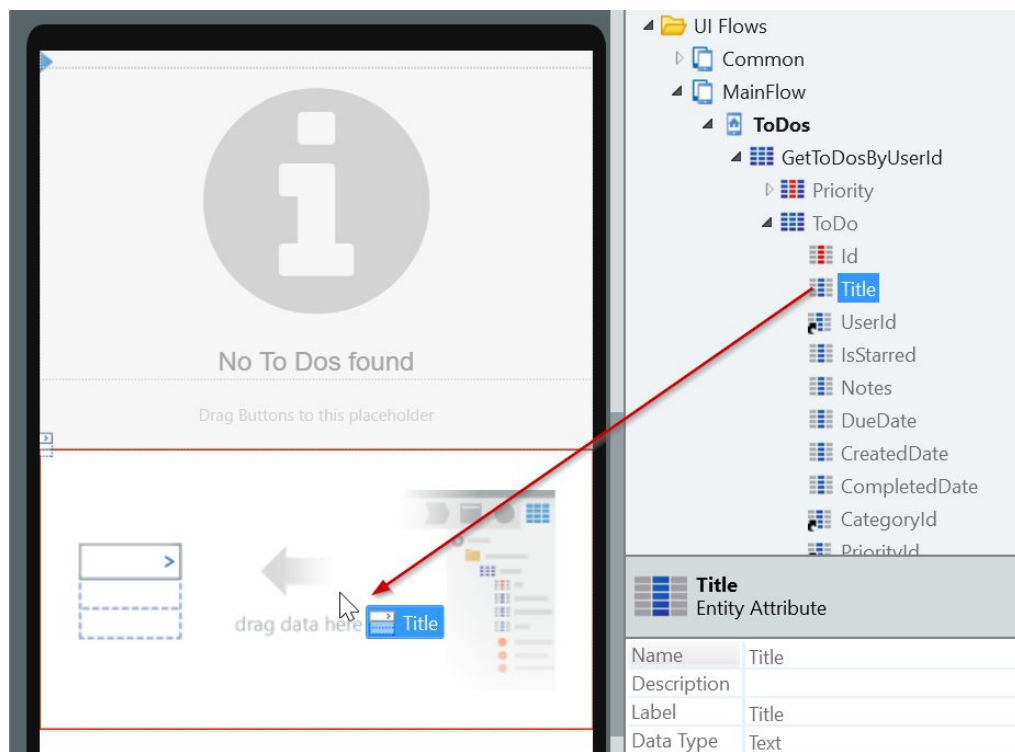 No To Dos found
Drag Buttons to this placeholder
drag data here
Title
UI Flows
Common
MainFlow
ToDos
GetToDosByUserId
Priority
ToDo
Id
Title
UserId
IsStarred
Notes
DueDate
CreatedDate
CompletedDate
CategoryId
PriorityId
Title
Entity Attribute
Name Title
Description
Label Title
Data Type Text